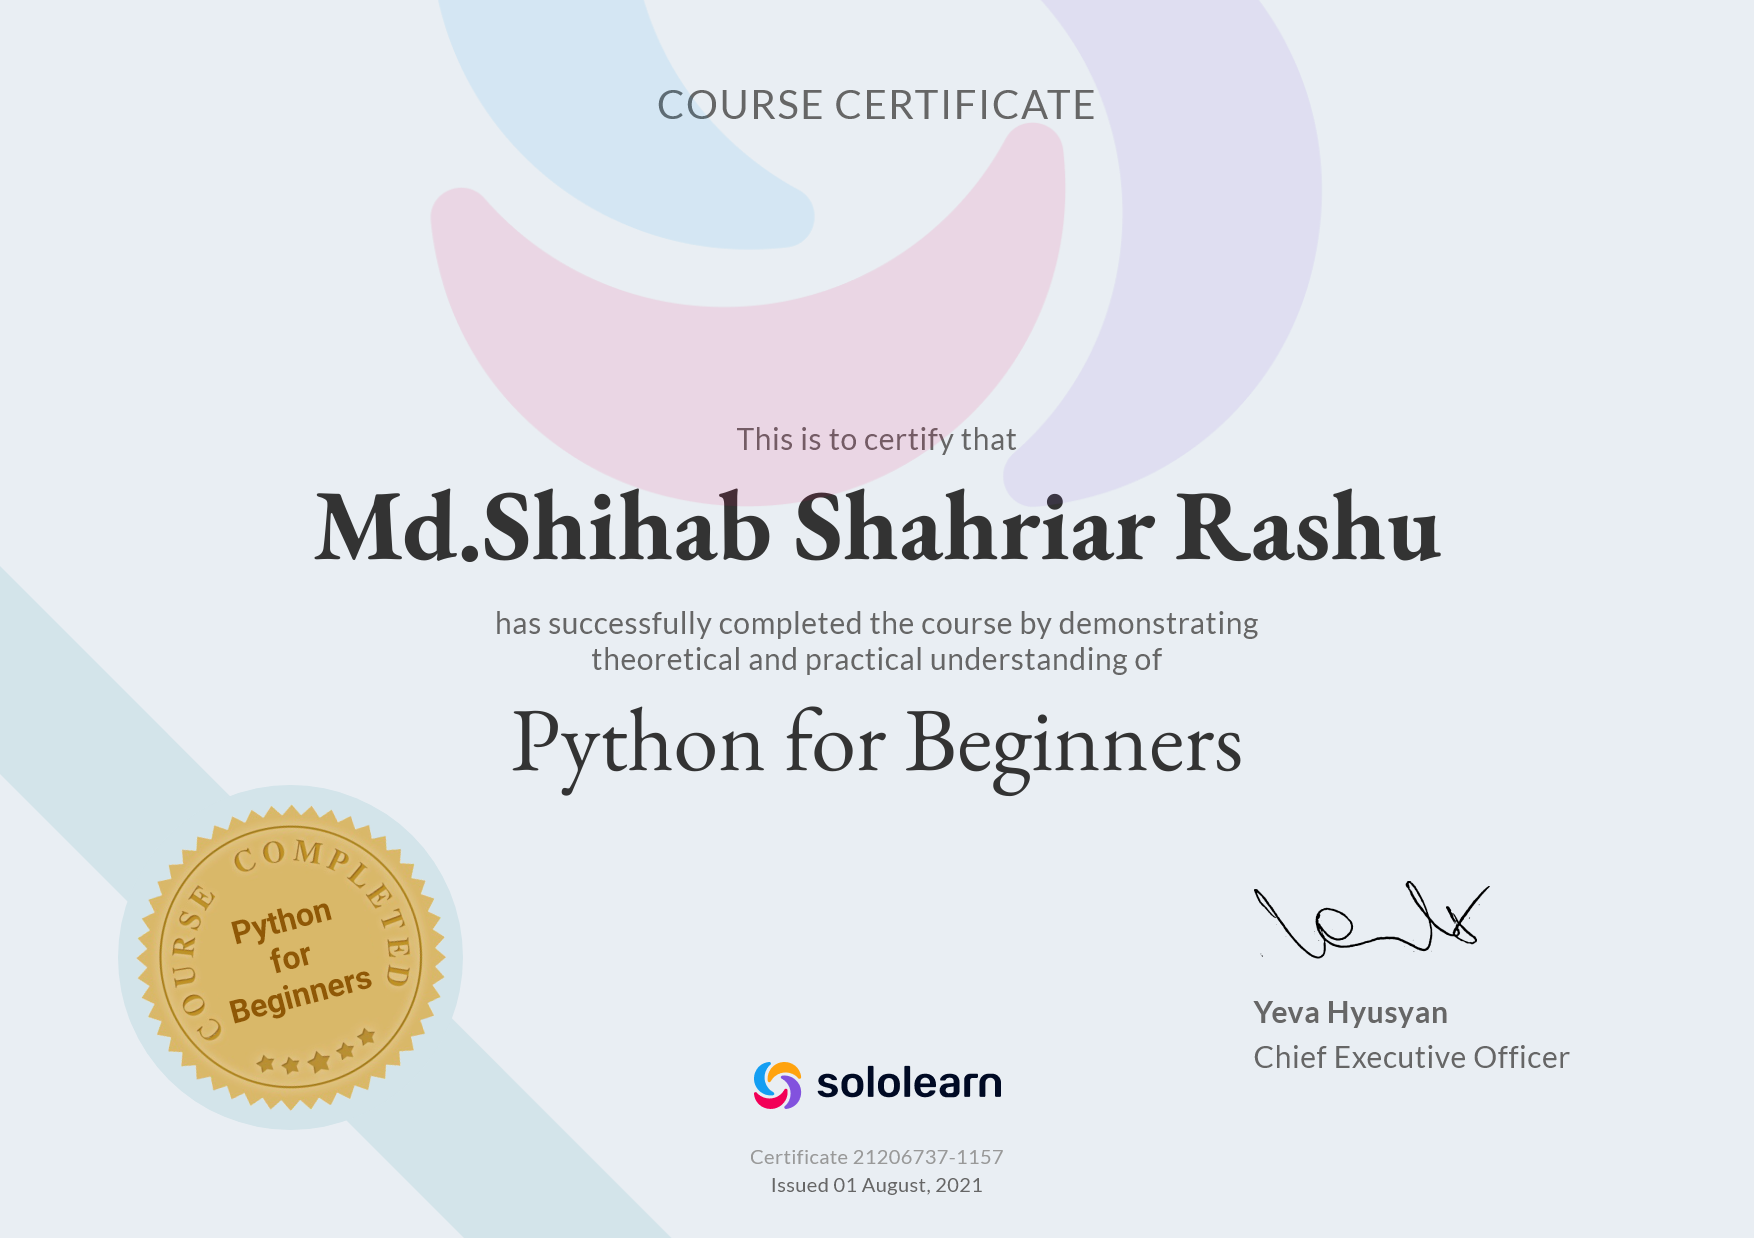 COURSE CERTIFICATE
This is to certify that
Md.Shihab Shahriar Rashu
has successfully completed the course by demonstrating
theoretical and practical understanding of
Python for Beginners
COURSE COMPLETED
Python
for
Beginners
Yeva Hyusyan
Chief Executive Officer
sololearn
Certificate 21206737-1157
Issued 01 August, 2021